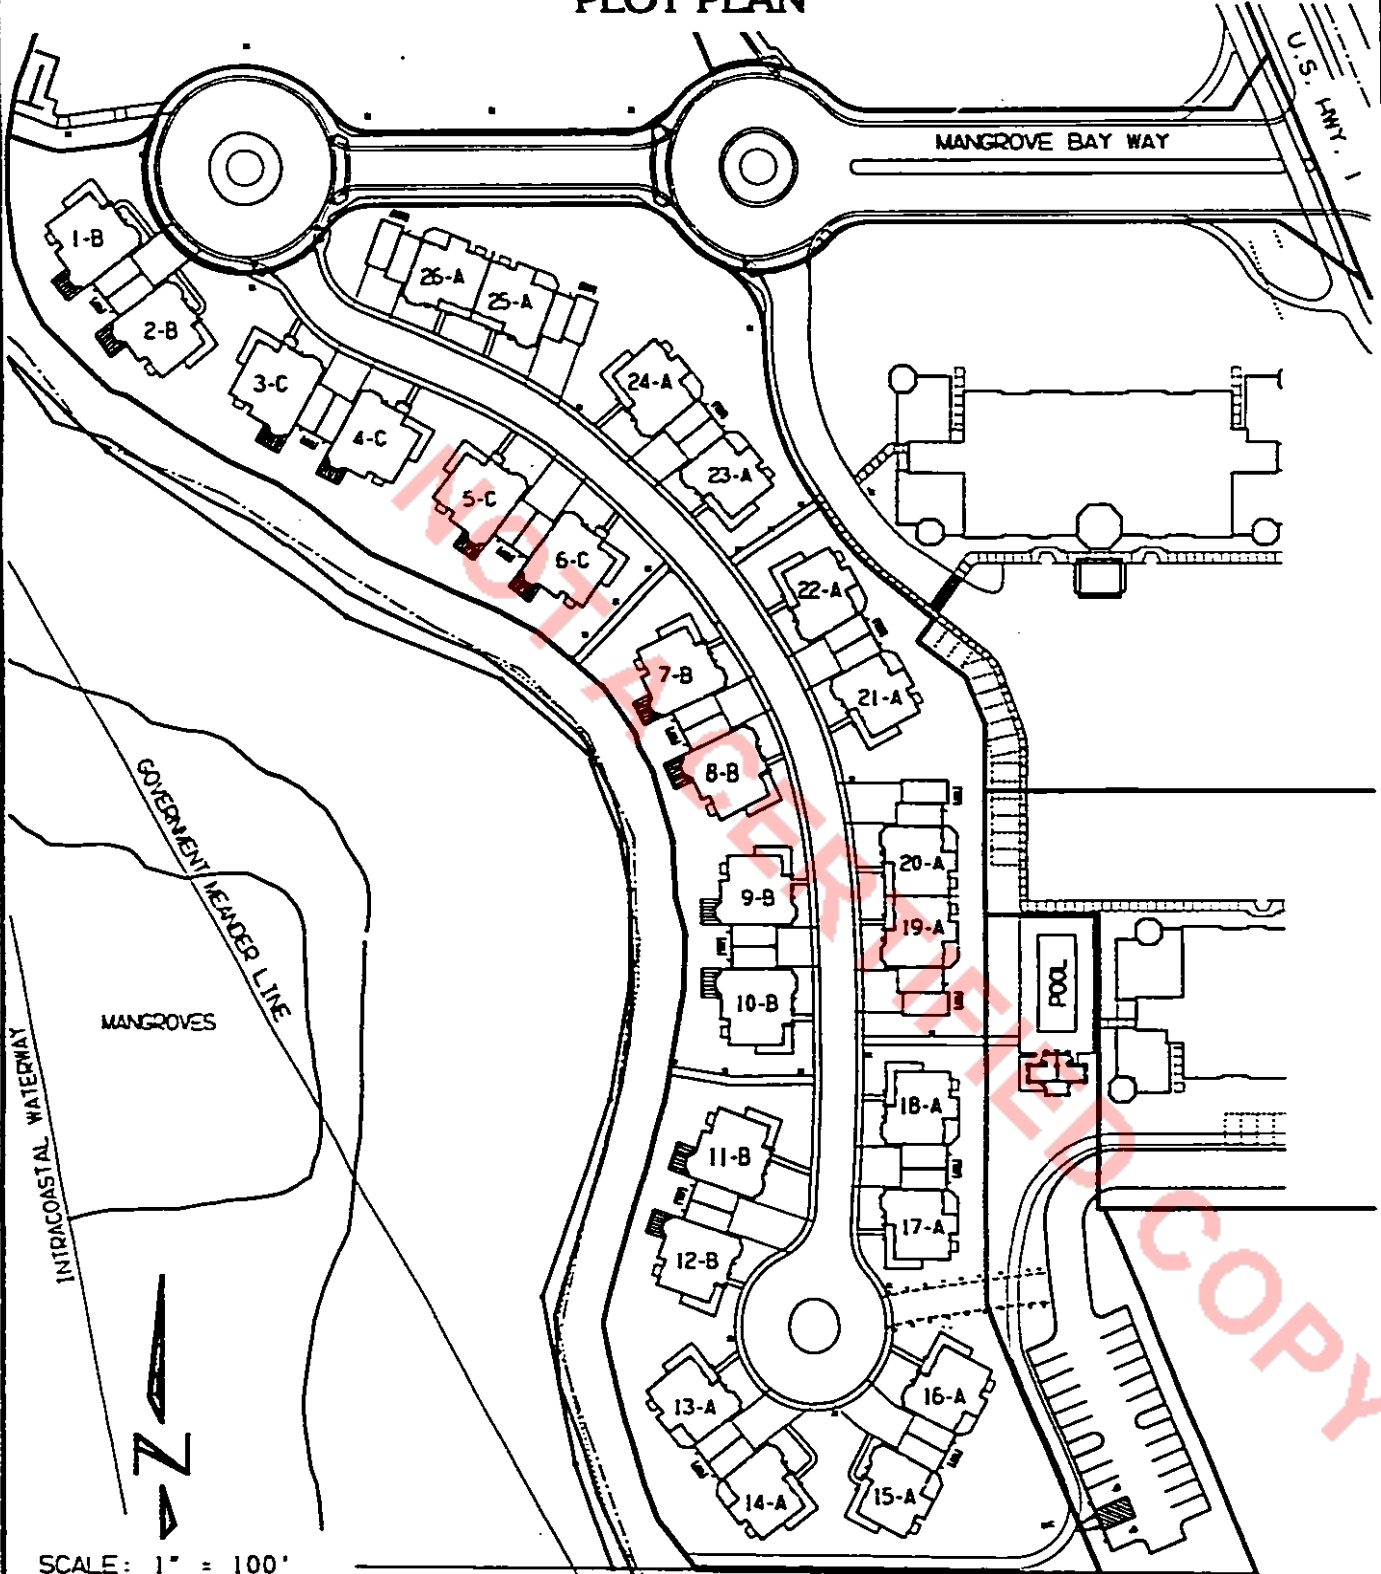 PLOT PLAN
U.S. HWY. 1
MANGROVE BAY WAY
1-B
2-B
26-A
25-A
3-C
4-C
24-A
23-A
5-C
6-C
22-A
21-A
7-B
8-B
20-A
19-A
9-B
10-B
POOL
GOVERNMENT MEANDER LINE
MANGROVES
INTRACOASTAL WATERWAY
18-A
17-A
11-B
12-B
13-A
14-A
16-A
15-A
N
SCALE: 1" = 100'
NOT A CERTIFIED COPY